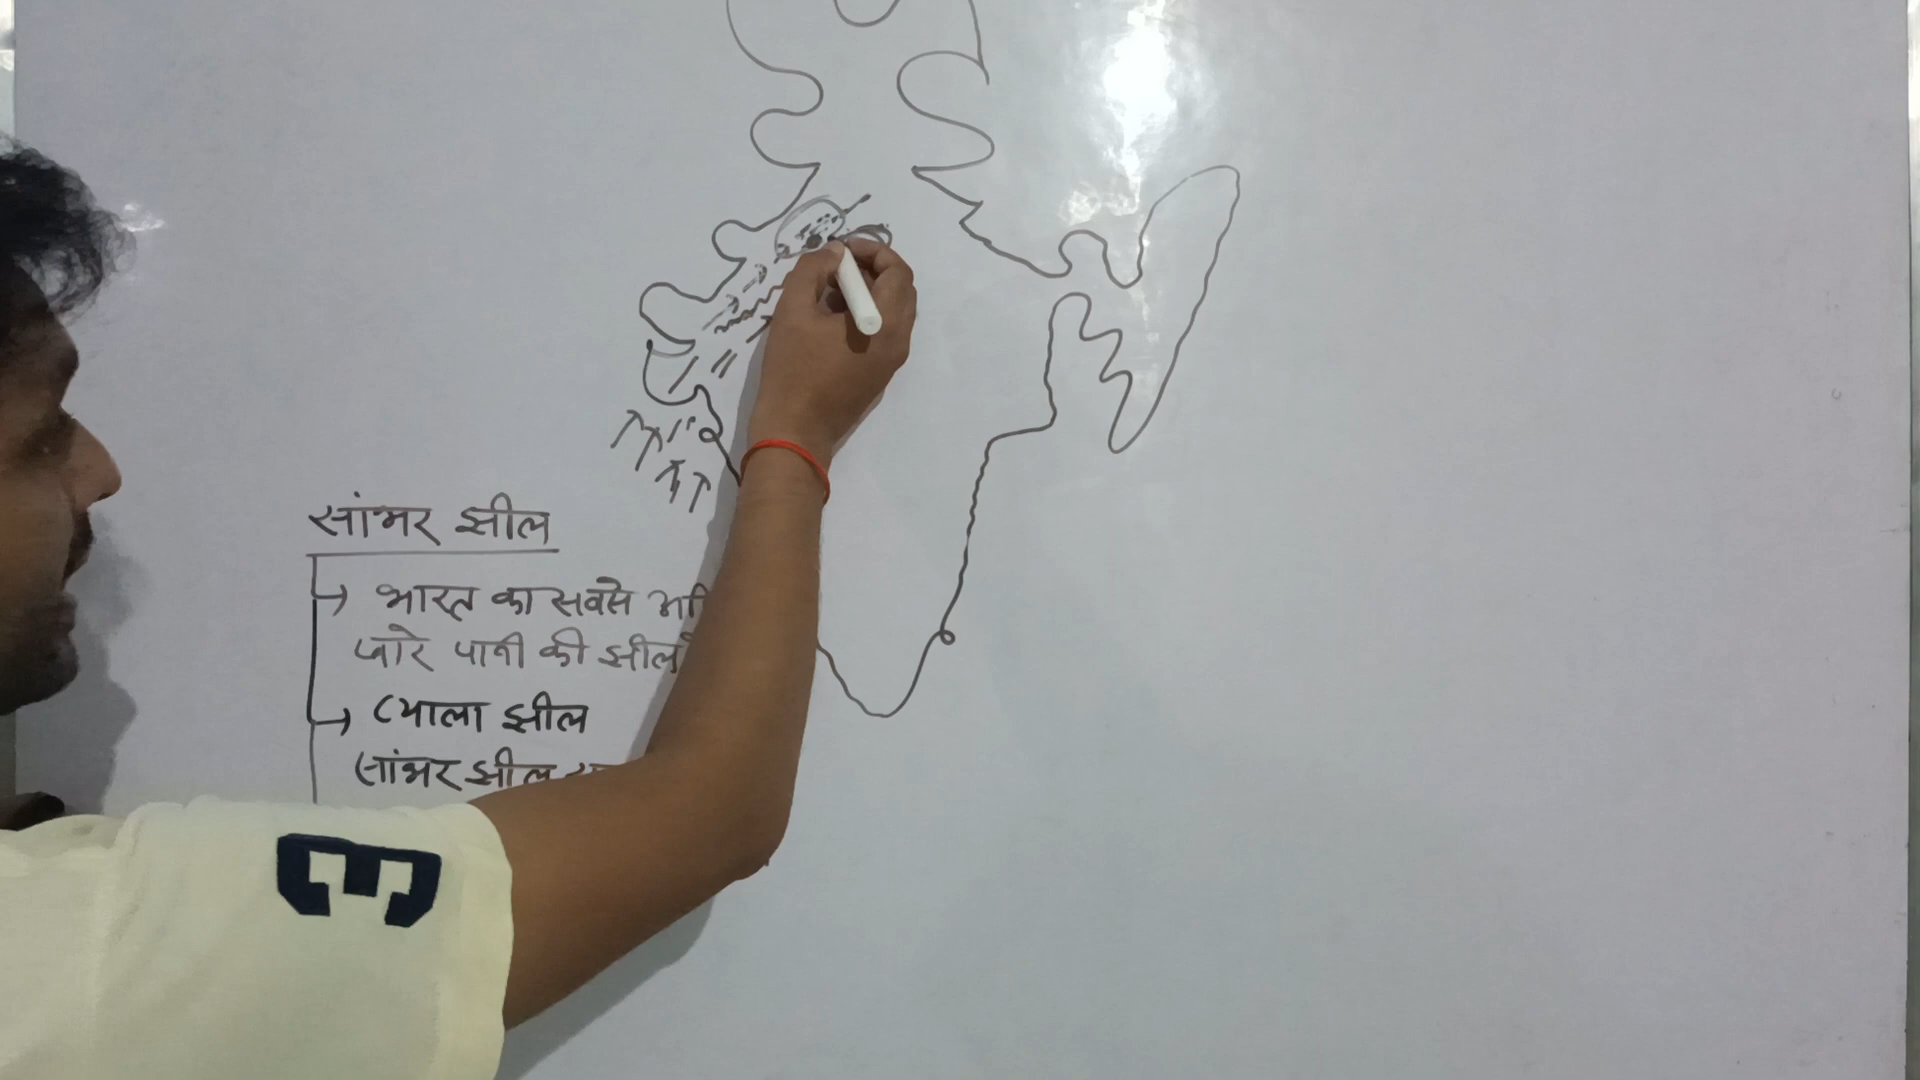 सांभर झील
→ भारत का सबसे
खारे पानी की झील
→ प्याला झील
सांभर झील